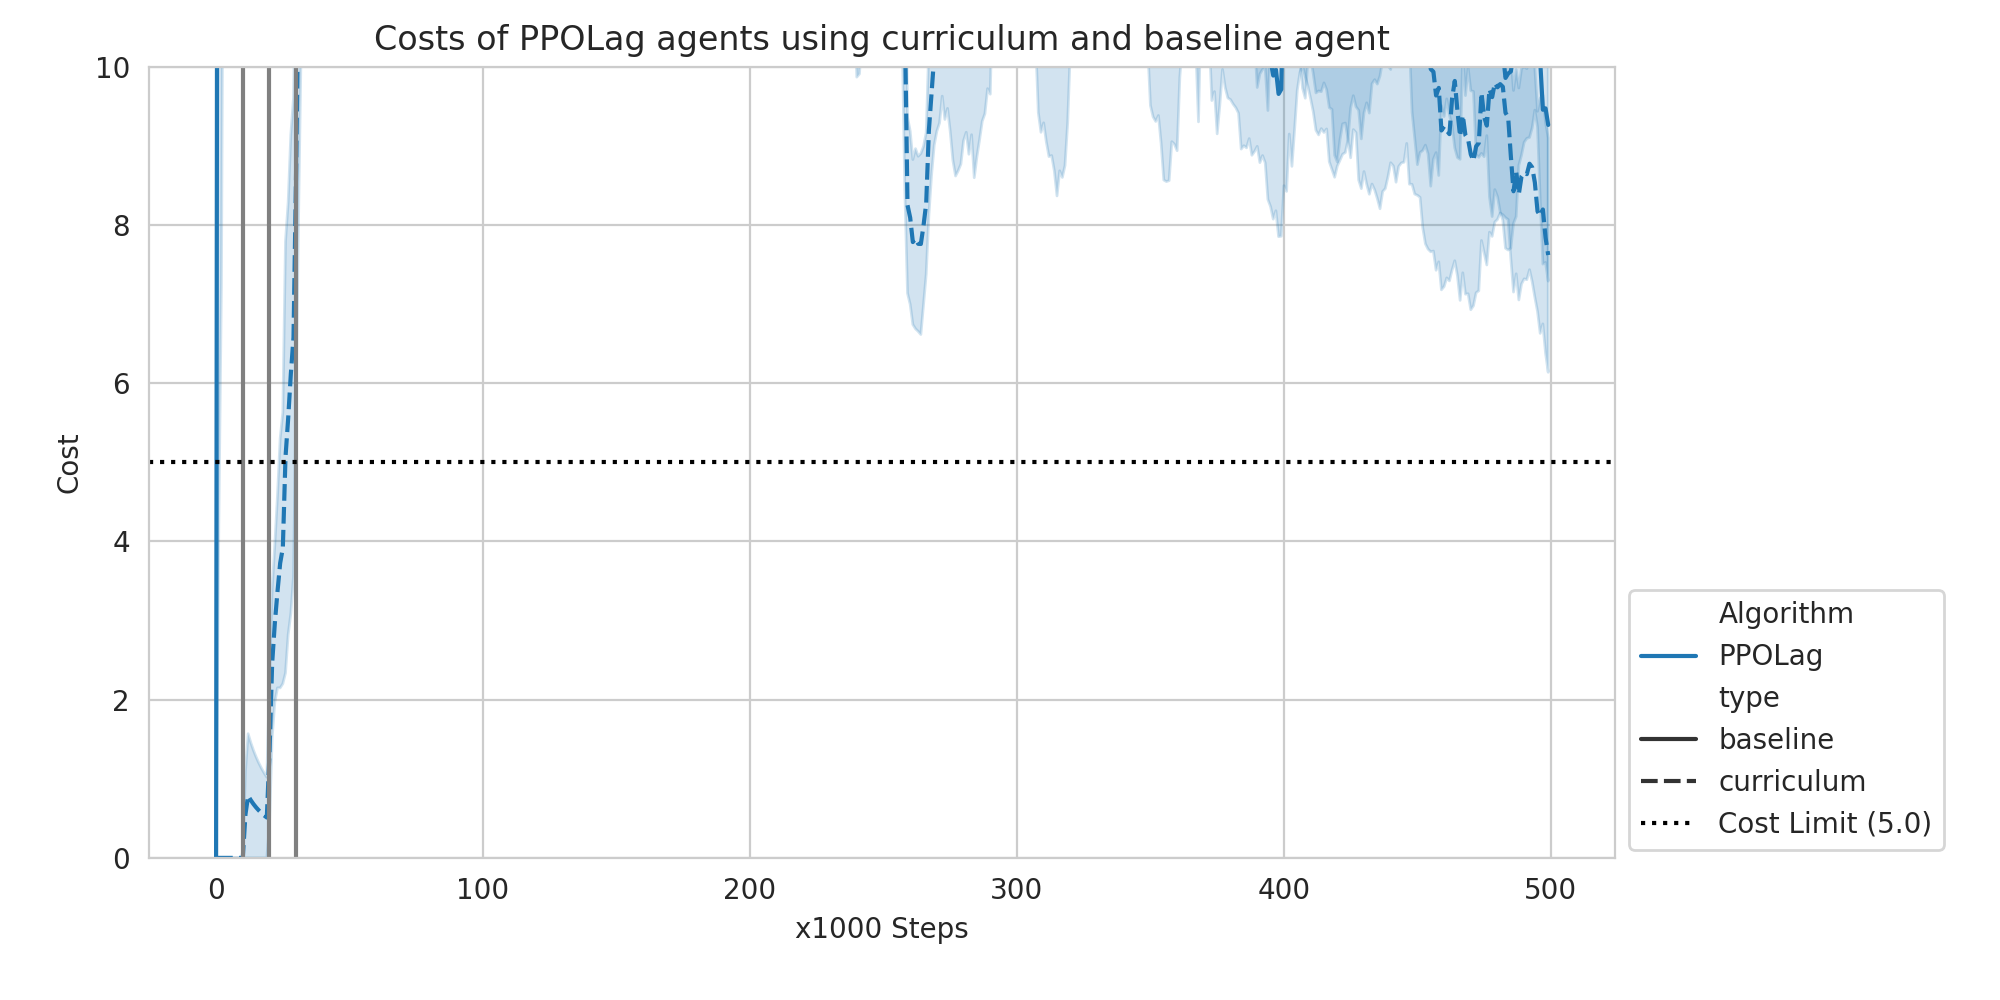 Costs of PPOLag agents using curriculum and baseline agent
10
8
6
4
2
0
Cost
0 100 200 300 400 500
x1000 Steps
Algorithm
PPOLag
type
baseline
curriculum
Cost Limit (5.0)